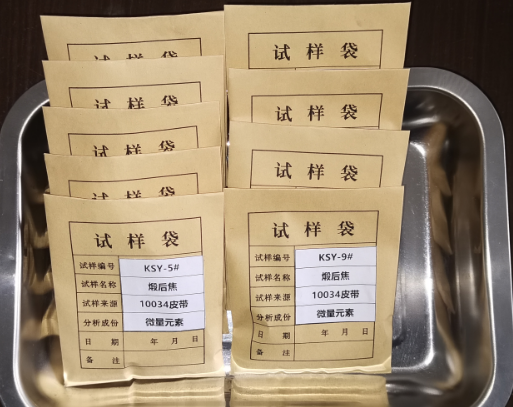 试样袋
试样袋
试样袋
试样袋
试样袋
试样编号 KSY-5#
试样名称 煅后焦
试样来源 10034皮带
分析成份 微量元素
日期 年 月 日
备注
试样袋
试样袋
试样袋
试样袋
试样编号 KSY-9#
试样名称 煅后焦
试样来源 10034皮带
分析成份 微量元素
日期 年 月 日
备注